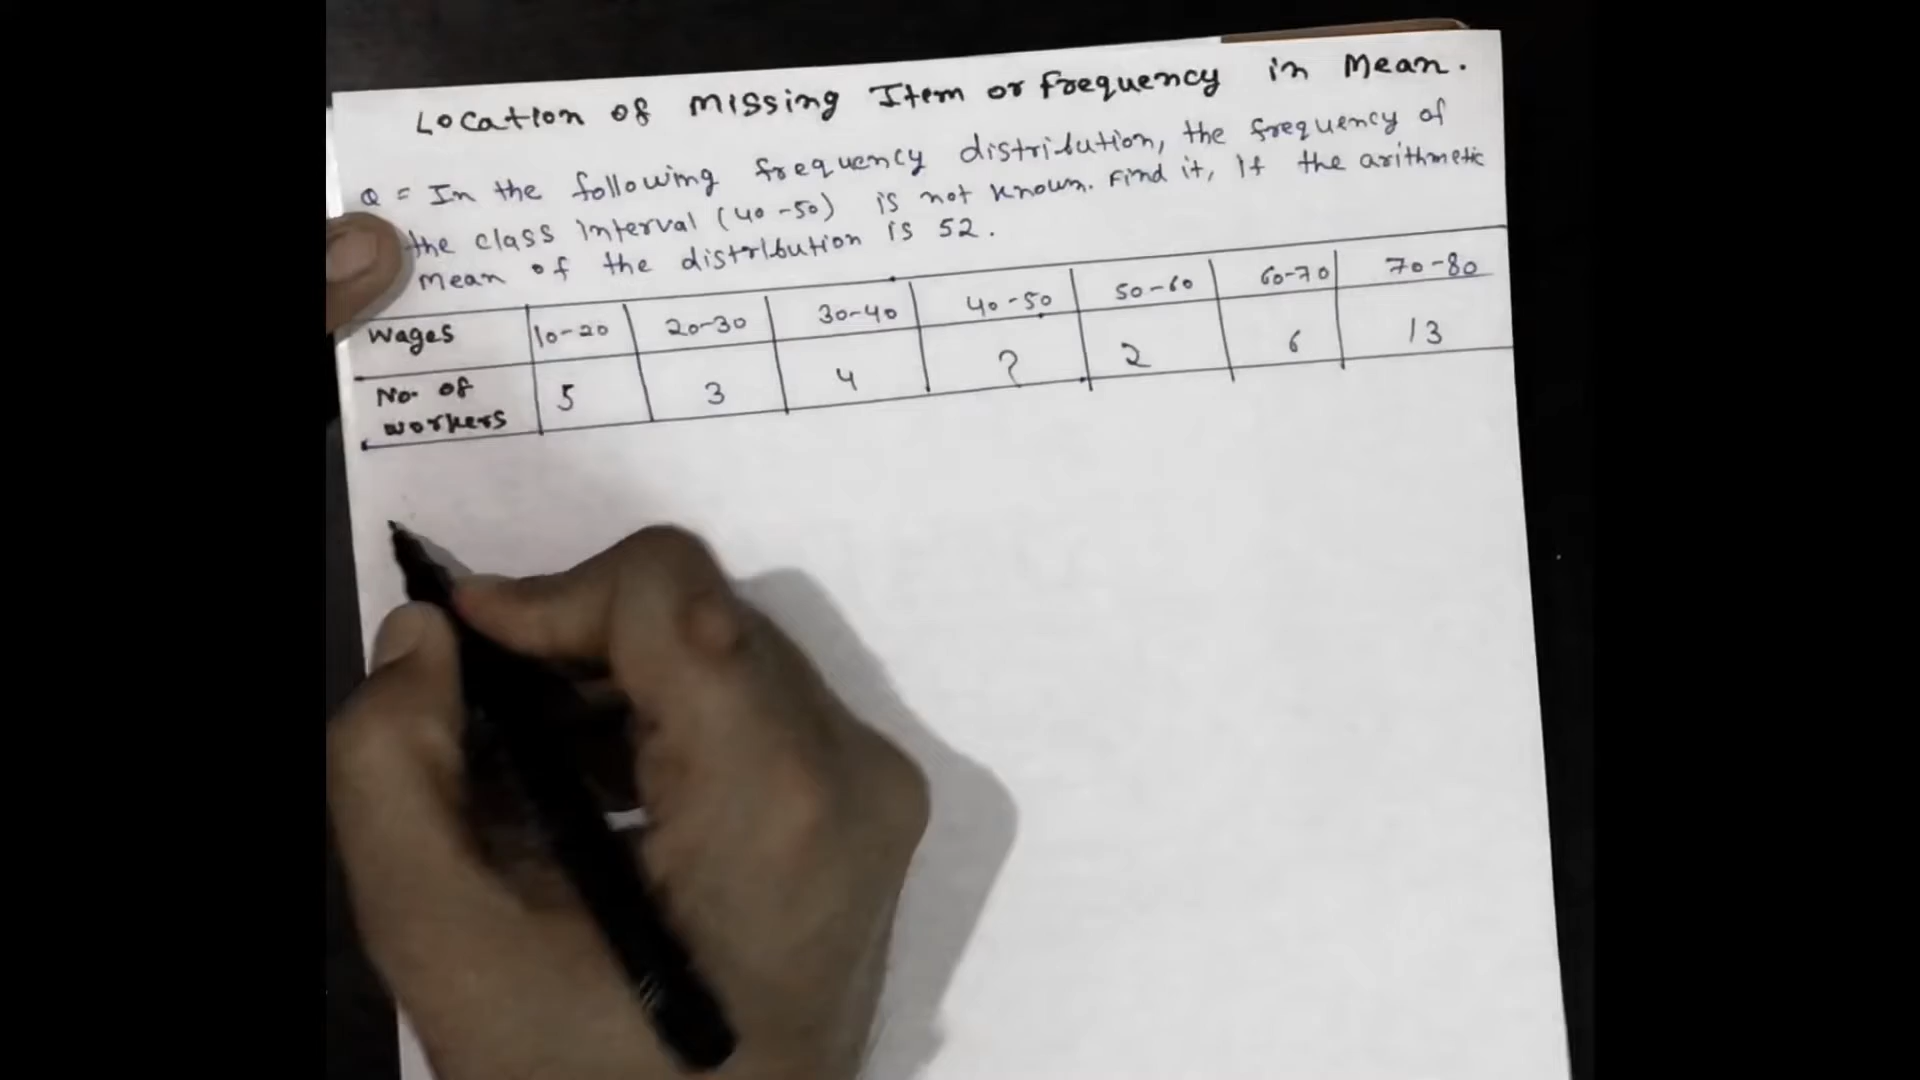 Location of Missing Item or frequency in Mean.
Q = In the following frequency distribution, the frequency of
the class interval (40-50) is not known. Find it, If the arithmetic
mean of the distribution is 52.
Wages 10-20 20-30 30-40 40-50 50-60 60-70 70-80
No. of workers 5 3 4 ? 2 6 13